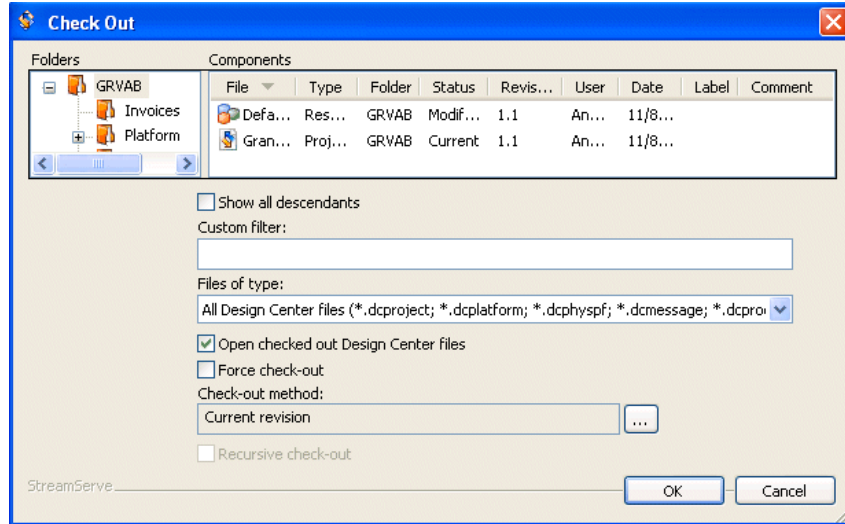 Check Out
Folders
Components
GRVAB
Invoices
Platform
File Type Folder Status Revis... User Date Label Comment
Defa... Res... GRVAB Modif... 1.1 An... 11/8...
Gran... Proj... GRVAB Current 1.1 An... 11/8...
Show all descendants
Custom filter:
Files of type:
All Design Center files (*.dcproject; *.dcplatform; *.dcphyspf; *.dcmessage; *.dcpro
Open checked out Design Center files
Force check-out
Check-out method:
Current revision
...
Recursive check-out
StreamServe
OK
Cancel